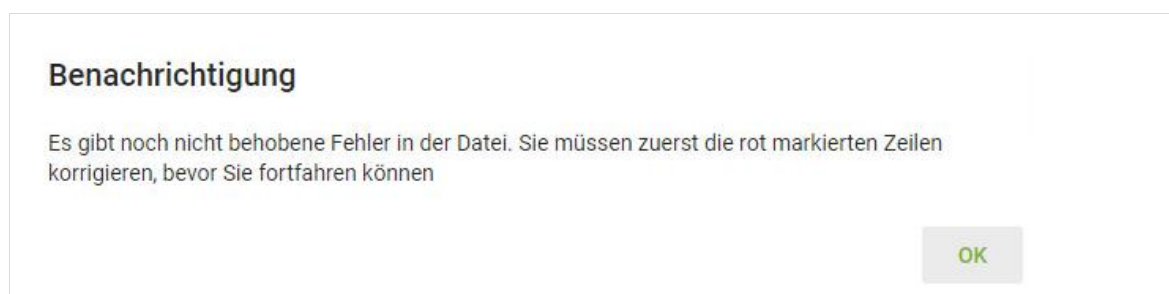 Benachrichtigung
Es gibt noch nicht behobene Fehler in der Datei. Sie müssen zuerst die rot markierten Zeilen
korrigieren, bevor Sie fortfahren können
OK